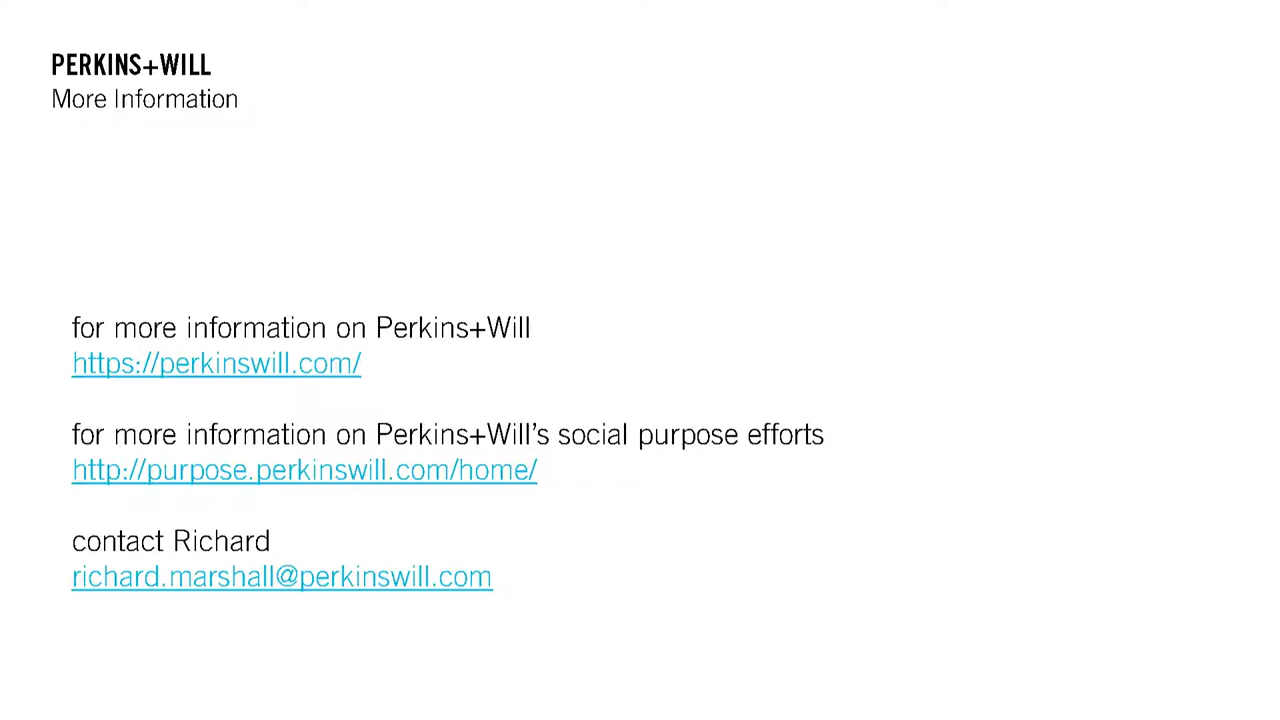 PERKINS+WILL
More Information
for more information on Perkins+Will
https://perkinswill.com/
for more information on Perkins+Will’s social purpose efforts
http://purpose.perkinswill.com/home/
contact Richard
richard.marshall@perkinswill.com